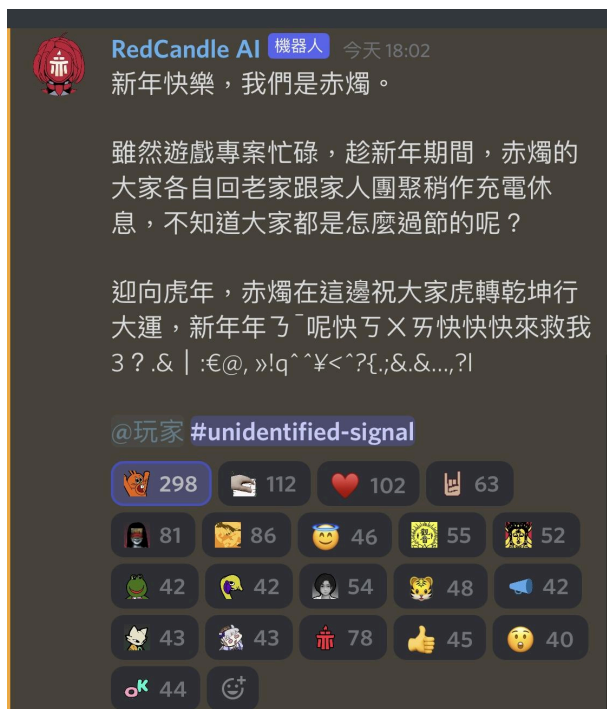 RedCandle AI 機器人 今天 18:02
新年快樂，我們是赤燭。
雖然遊戲專案忙碌，趁新年期間，赤燭的
大家各自回老家跟家人團聚稍作充電休
息，不知道大家都是怎麼過節的呢？
迎向虎年，赤燭在這邊祝大家虎轉乾坤行
大運，新年年ㄋˉ呢快ㄎㄨㄞ快快快來救我
3？.&｜:€@, »!qˆˆ¥<ˆ?{.;&.&...,?l
@玩家 #unidentified-signal
298 112 102 63
81 86 46 55 52
42 42 54 48 42
43 43 78 45 40
OK 44